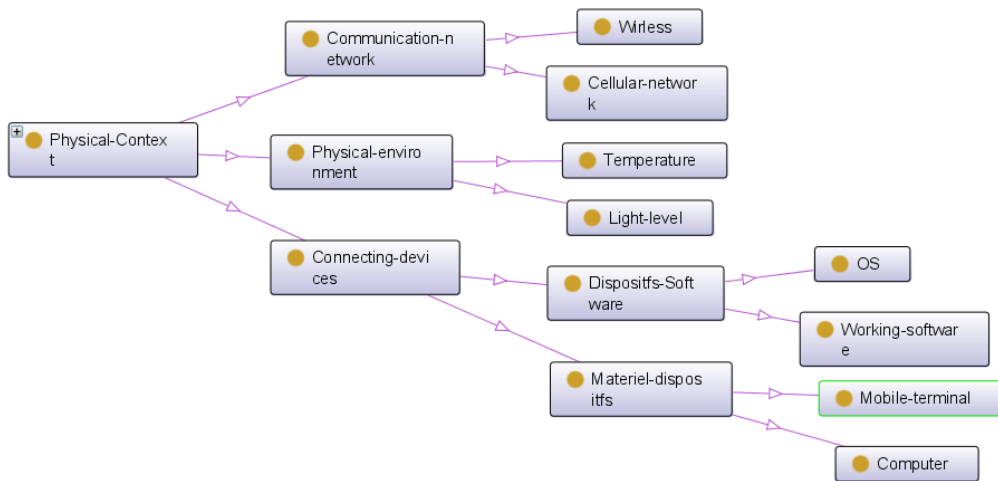 Communication-n
etwork
Wirless
Cellular-networ
k
Physical-Contex
t
Physical-enviro
nment
Temperature
Light-level
Connecting-devi
ces
Dispositfs-Soft
ware
OS
Working-softwar
e
Materiel-dispos
itfs
Mobile-terminal
Computer